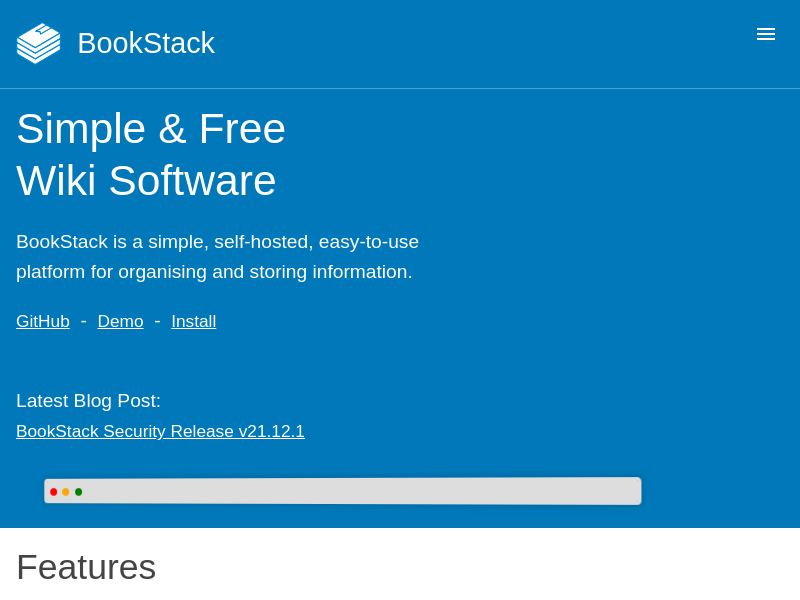 BookStack
Simple & Free
Wiki Software
BookStack is a simple, self-hosted, easy-to-use
platform for organising and storing information.
GitHub - Demo - Install
Latest Blog Post:
BookStack Security Release v21.12.1
Features